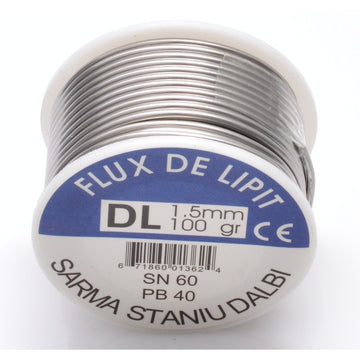 FLUX DE LIPIT
DL
1.5mm
100 gr
CE
6 71860 01362 4
SN 60
PB 40
SARMA STANIU DALBI